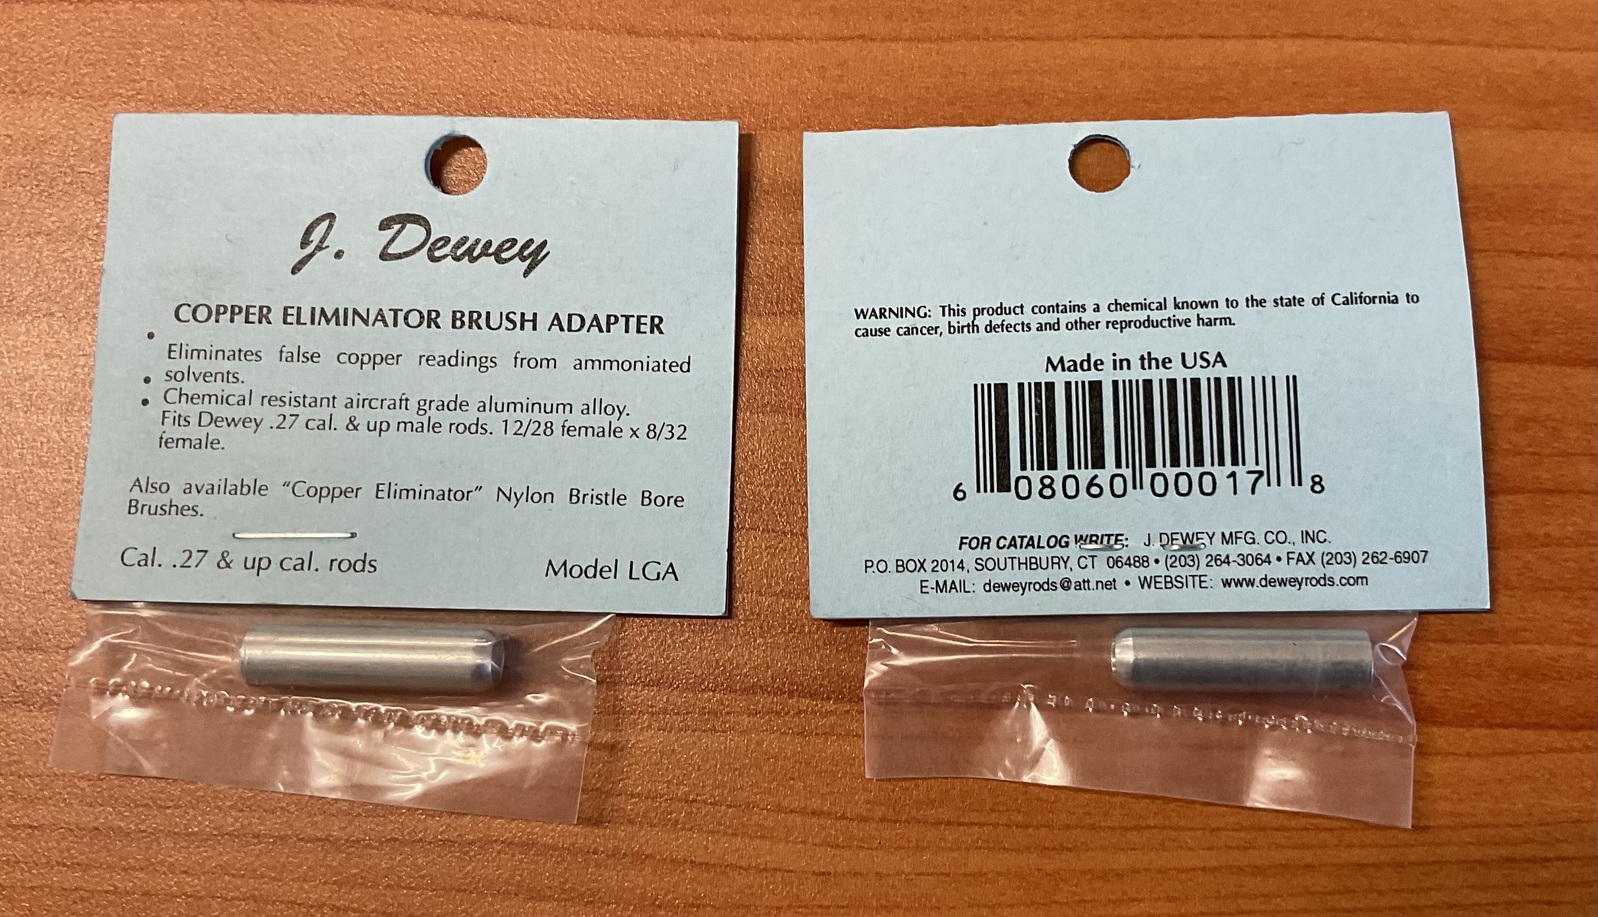 J. Dewey
COPPER ELIMINATOR BRUSH ADAPTER
• Eliminates false copper readings from ammoniated
• solvents.
• Chemical resistant aircraft grade aluminum alloy.
Fits Dewey .27 cal. & up male rods. 12/28 female x 8/32
female.
Also available "Copper Eliminator" Nylon Bristle Bore
Brushes.
Cal. .27 & up cal. rods
Model LGA
WARNING: This product contains a chemical known to the state of California to
cause cancer, birth defects and other reproductive harm.
Made in the USA
6 08060 00017 8
FOR CATALOG WRITE: J. DEWEY MFG. CO., INC.
P.O. BOX 2014, SOUTHBURY, CT 06488 • (203) 264-3064 • FAX (203) 262-6907
E-MAIL: deweyrods@att.net • WEBSITE: www.deweyrods.com